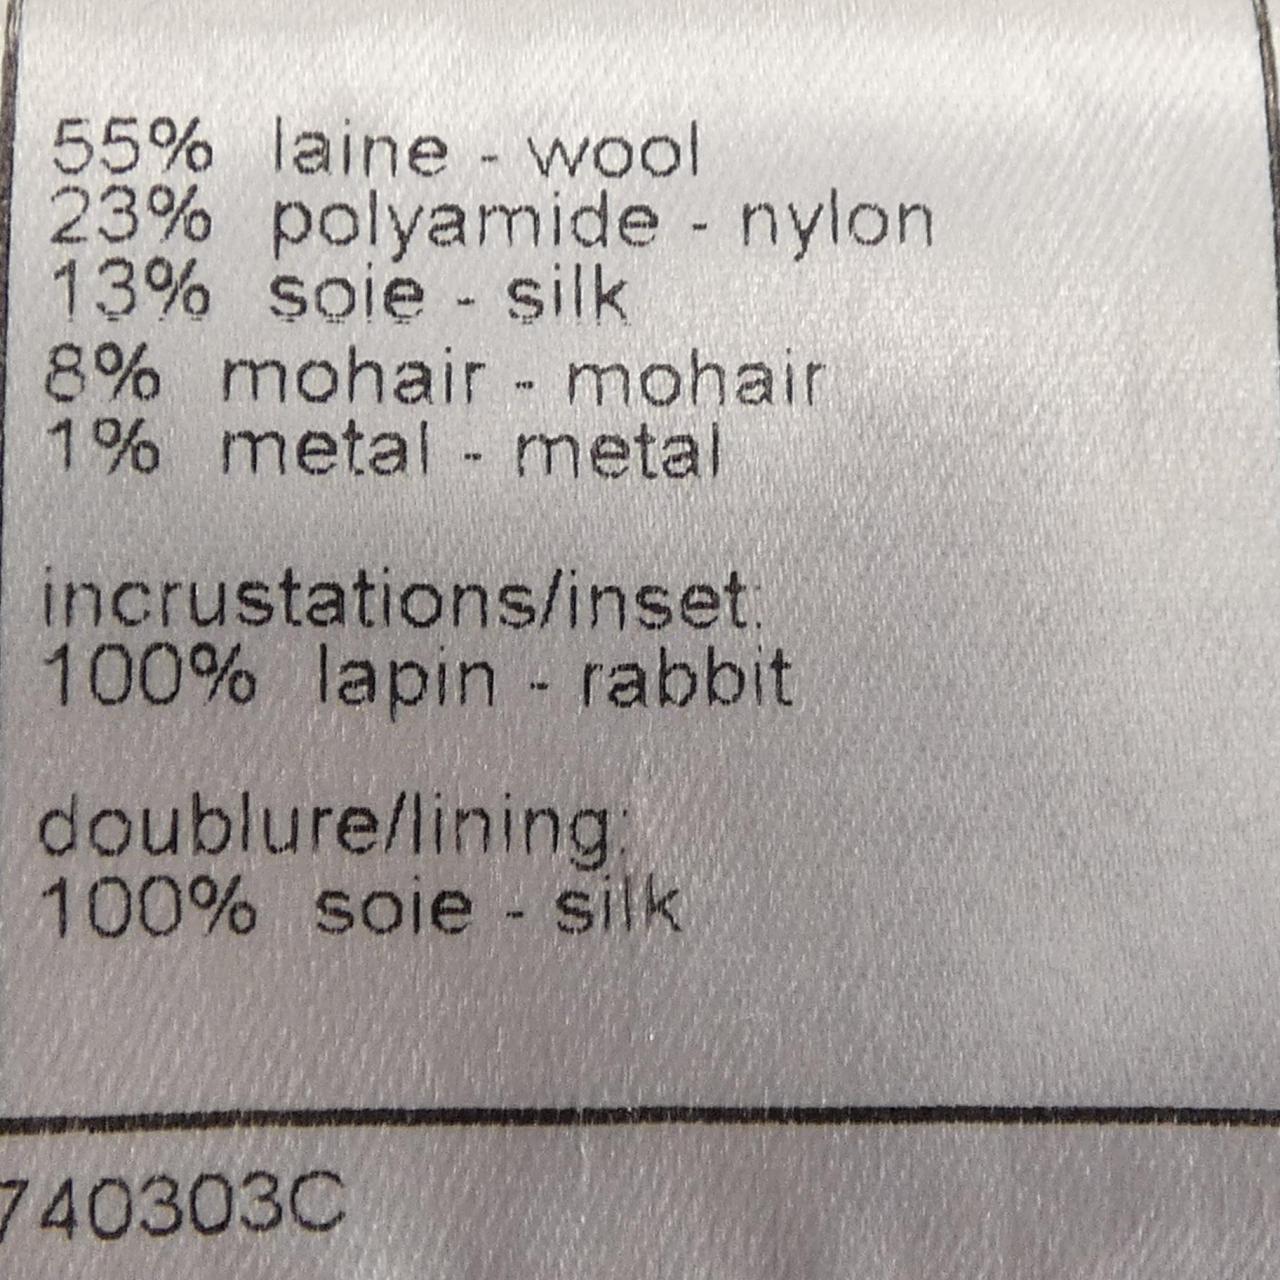 55% laine - wool
23% polyamide - nylon
13% soie - silk
8% mohair - mohair
1% metal - metal
incrustations/inset:
100% lapin - rabbit
doublure/lining:
100% soie - silk
740303C